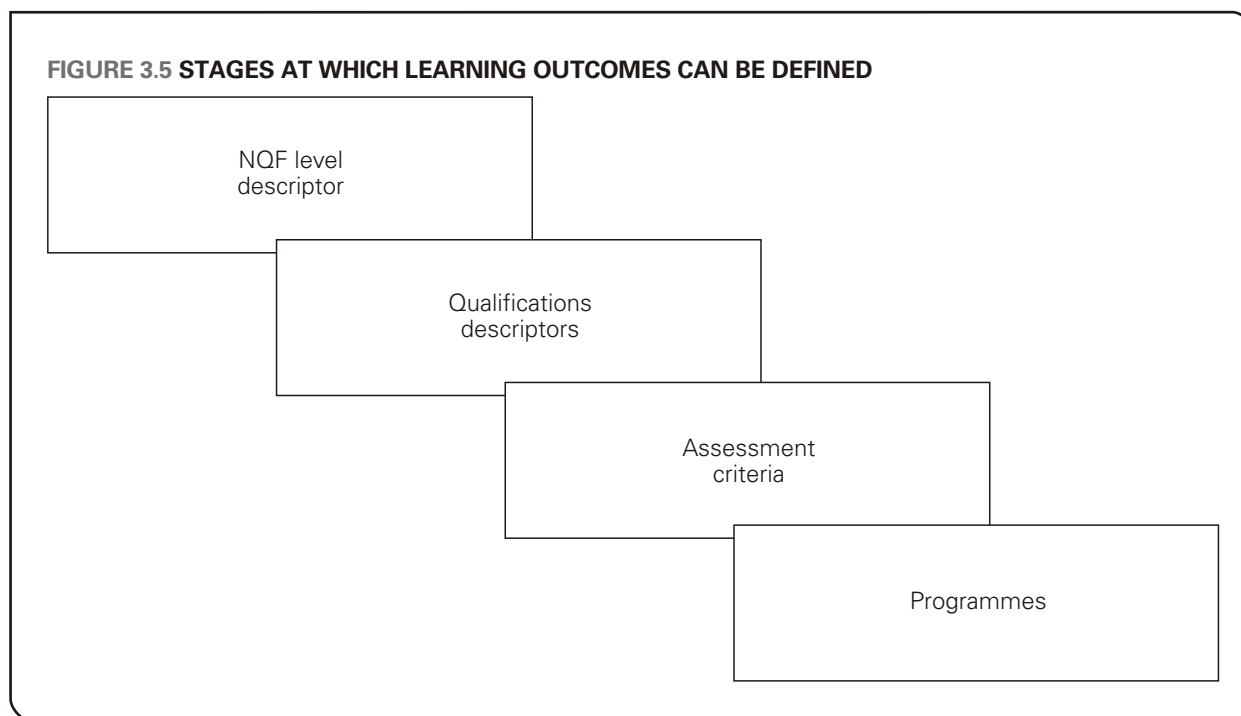 FIGURE 3.5 STAGES AT WHICH LEARNING OUTCOMES CAN BE DEFINED
NQF level
descriptor
Qualifications
descriptors
Assessment
criteria
Programmes